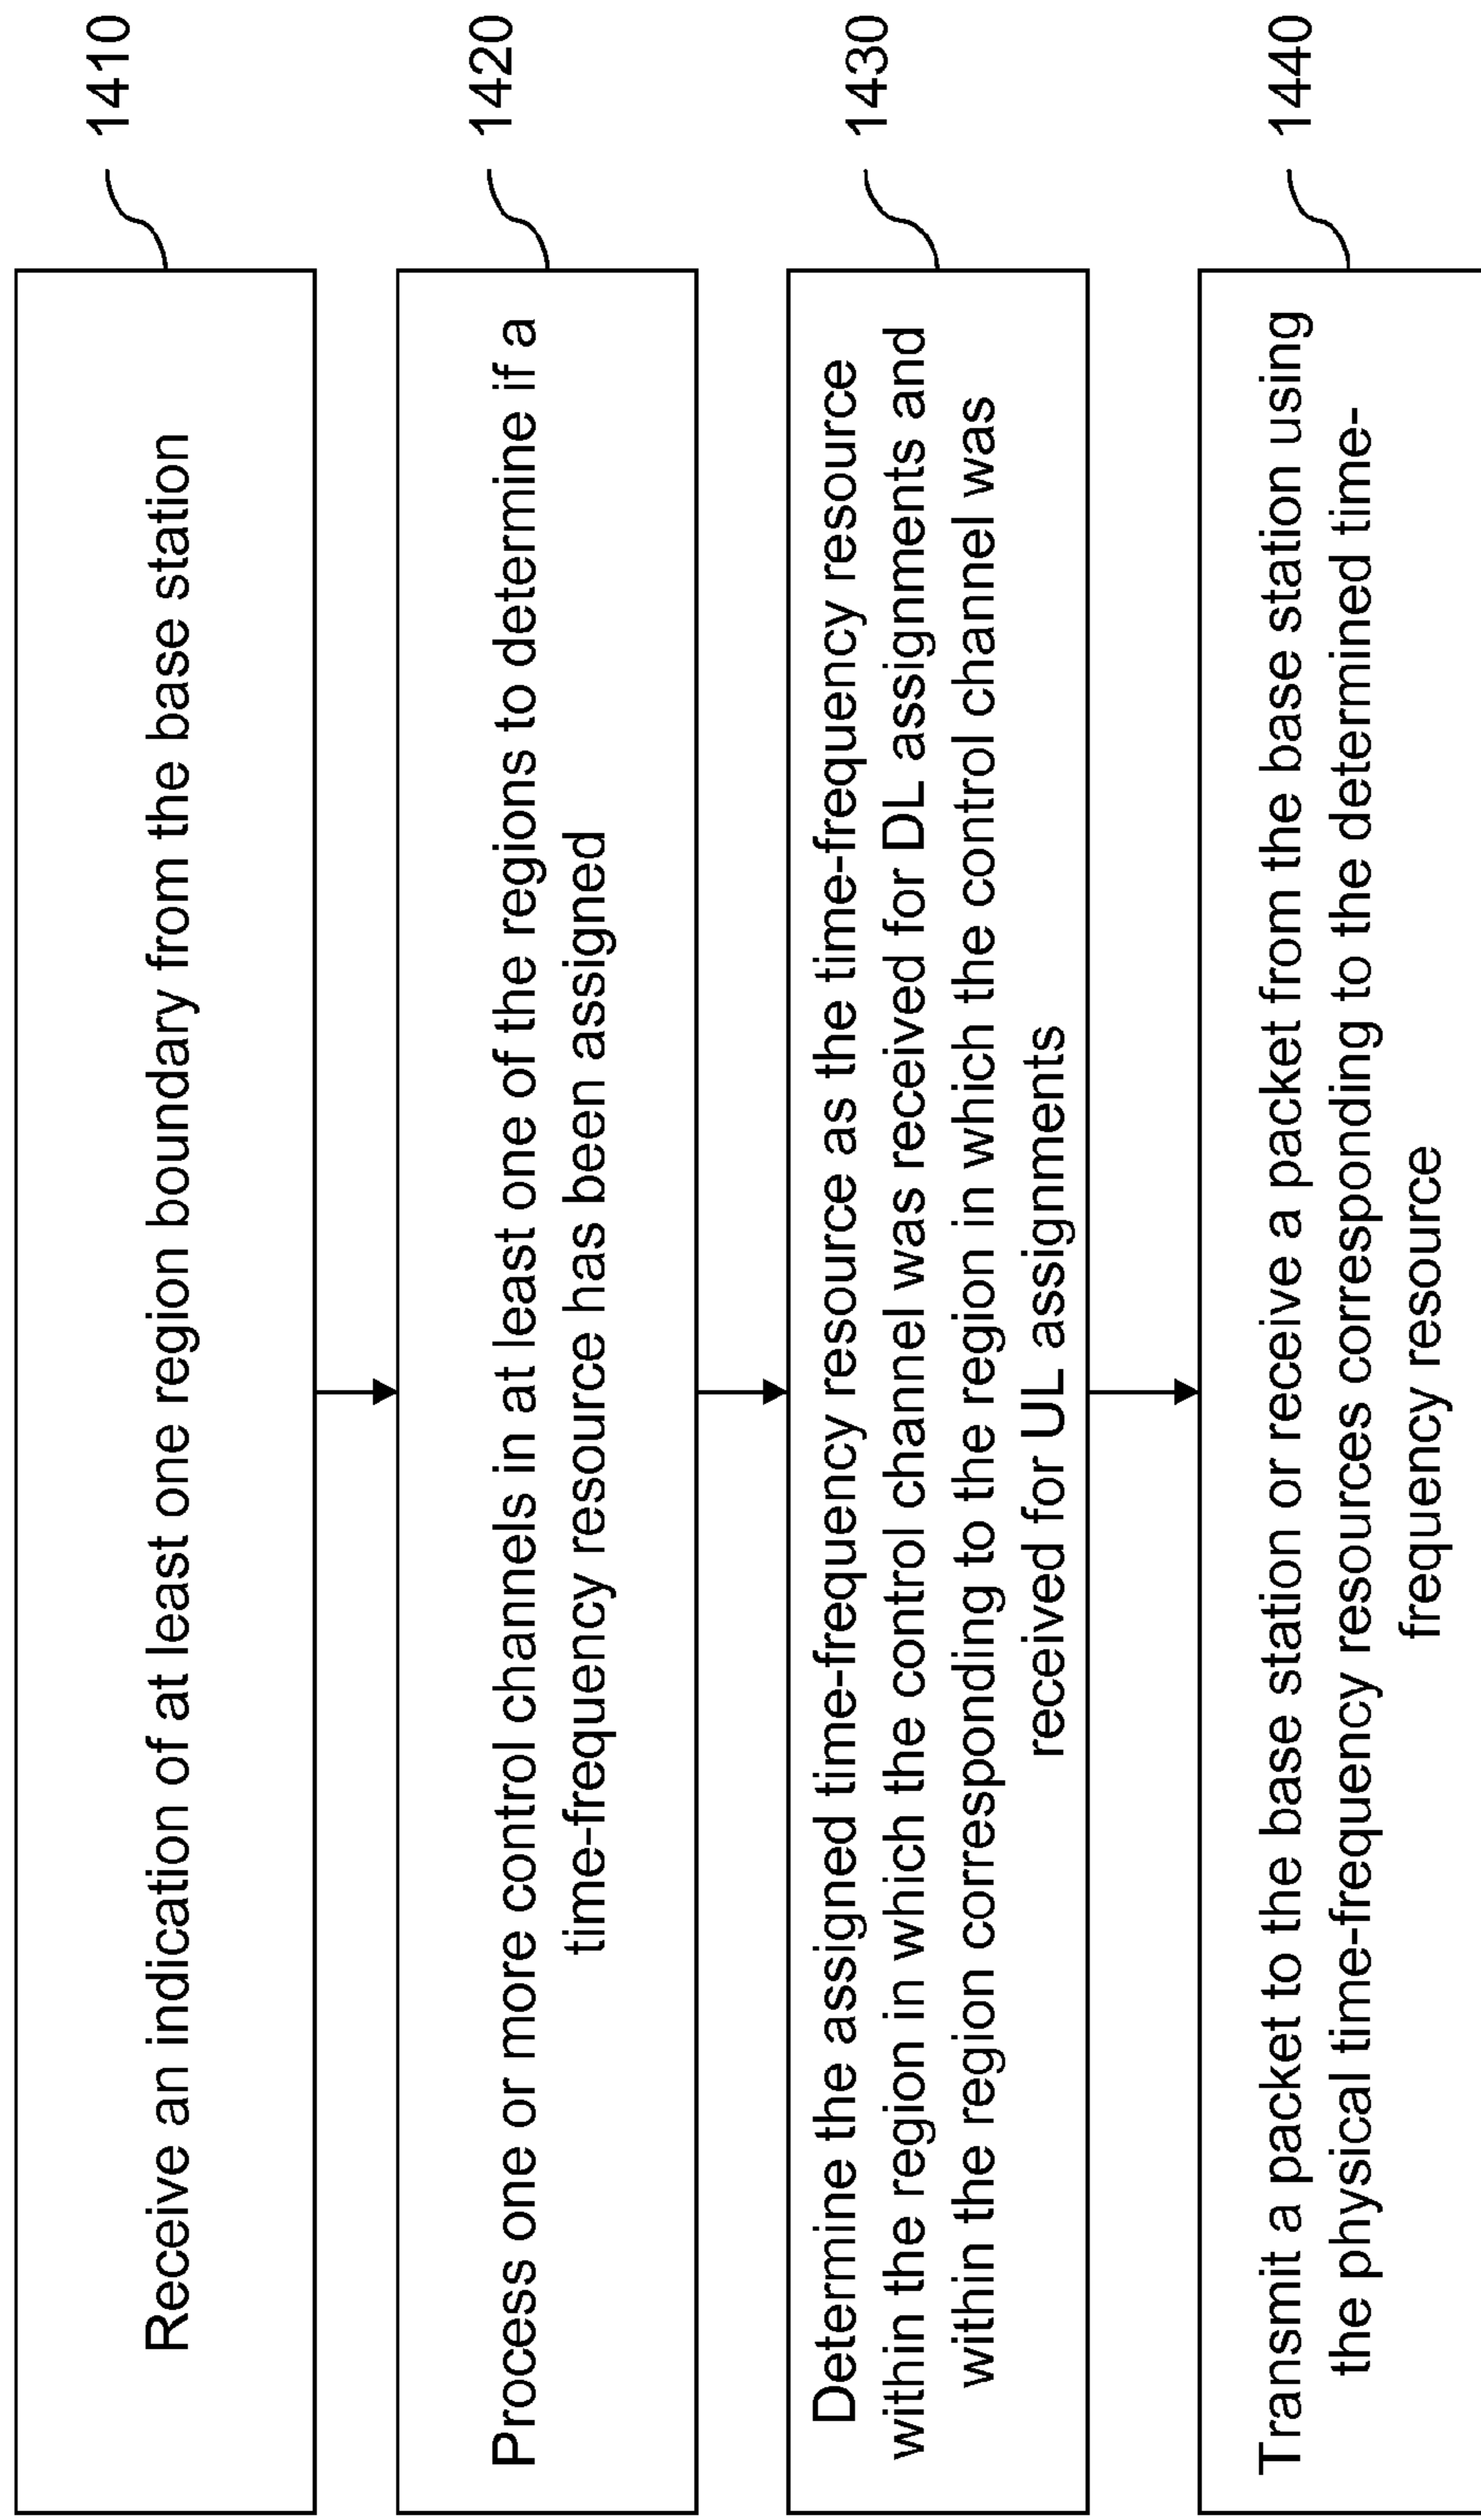 Receive an indication of at least one region boundary from the base station
1410
Process one or more control channels in at least one of the regions to determine if a
time-frequency resource has been assigned
1420
Determine the assigned time-frequency resource as the time-frequency resource
within the region in which the control channel was received for DL assignments and
within the region corresponding to the region in which the control channel was
received for UL assignments
1430
Transmit a packet to the base station or receive a packet from the base station using
the physical time-frequency resources corresponding to the determined time-
frequency resource
1440